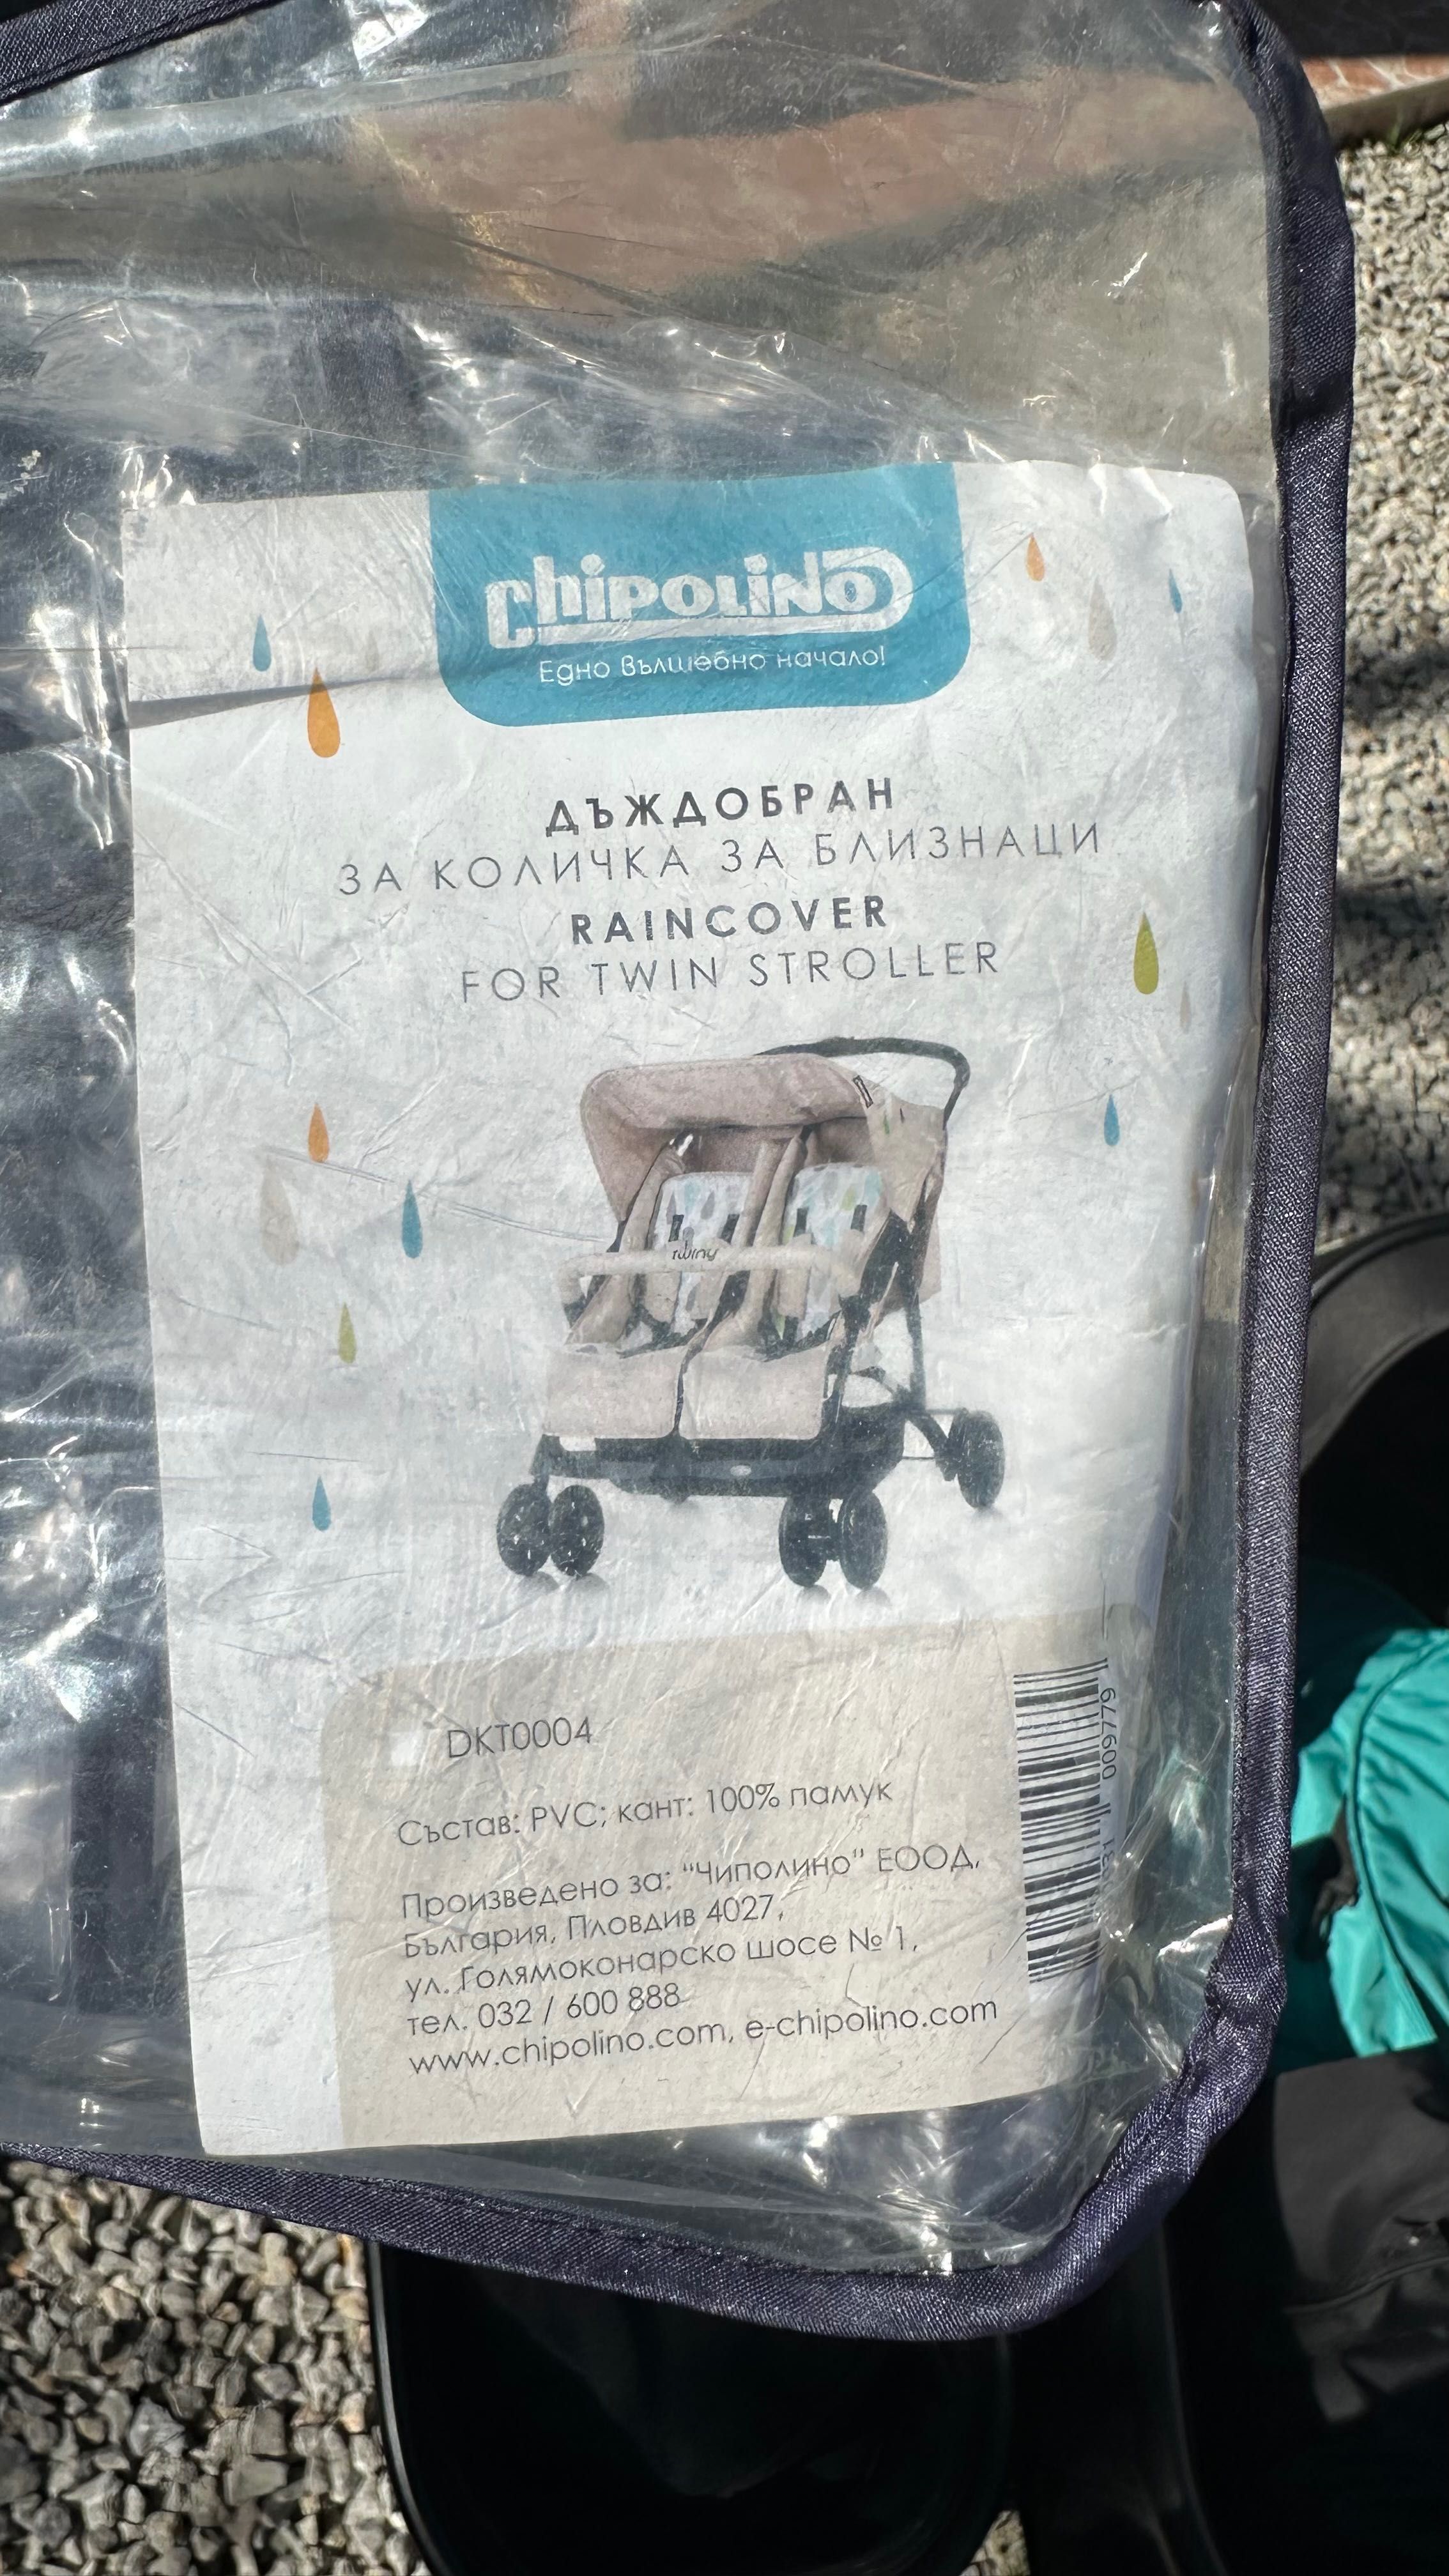 chipolino
Едно вълшебно начало!
ДЪЖДОБРАН
ЗА КОЛИЧКА ЗА БЛИЗНАЦИ
RAINCOVER
FOR TWIN STROLLER
twiny
DKT0004
Състав: PVC; кант: 100% памук
Произведено за: "Чиполино" ЕООД,
България, Пловдив 4027,
ул. Голямоконарско шосе № 1,
тел. 032 / 600 888
www.chipolino.com, e-chipolino.com
009779